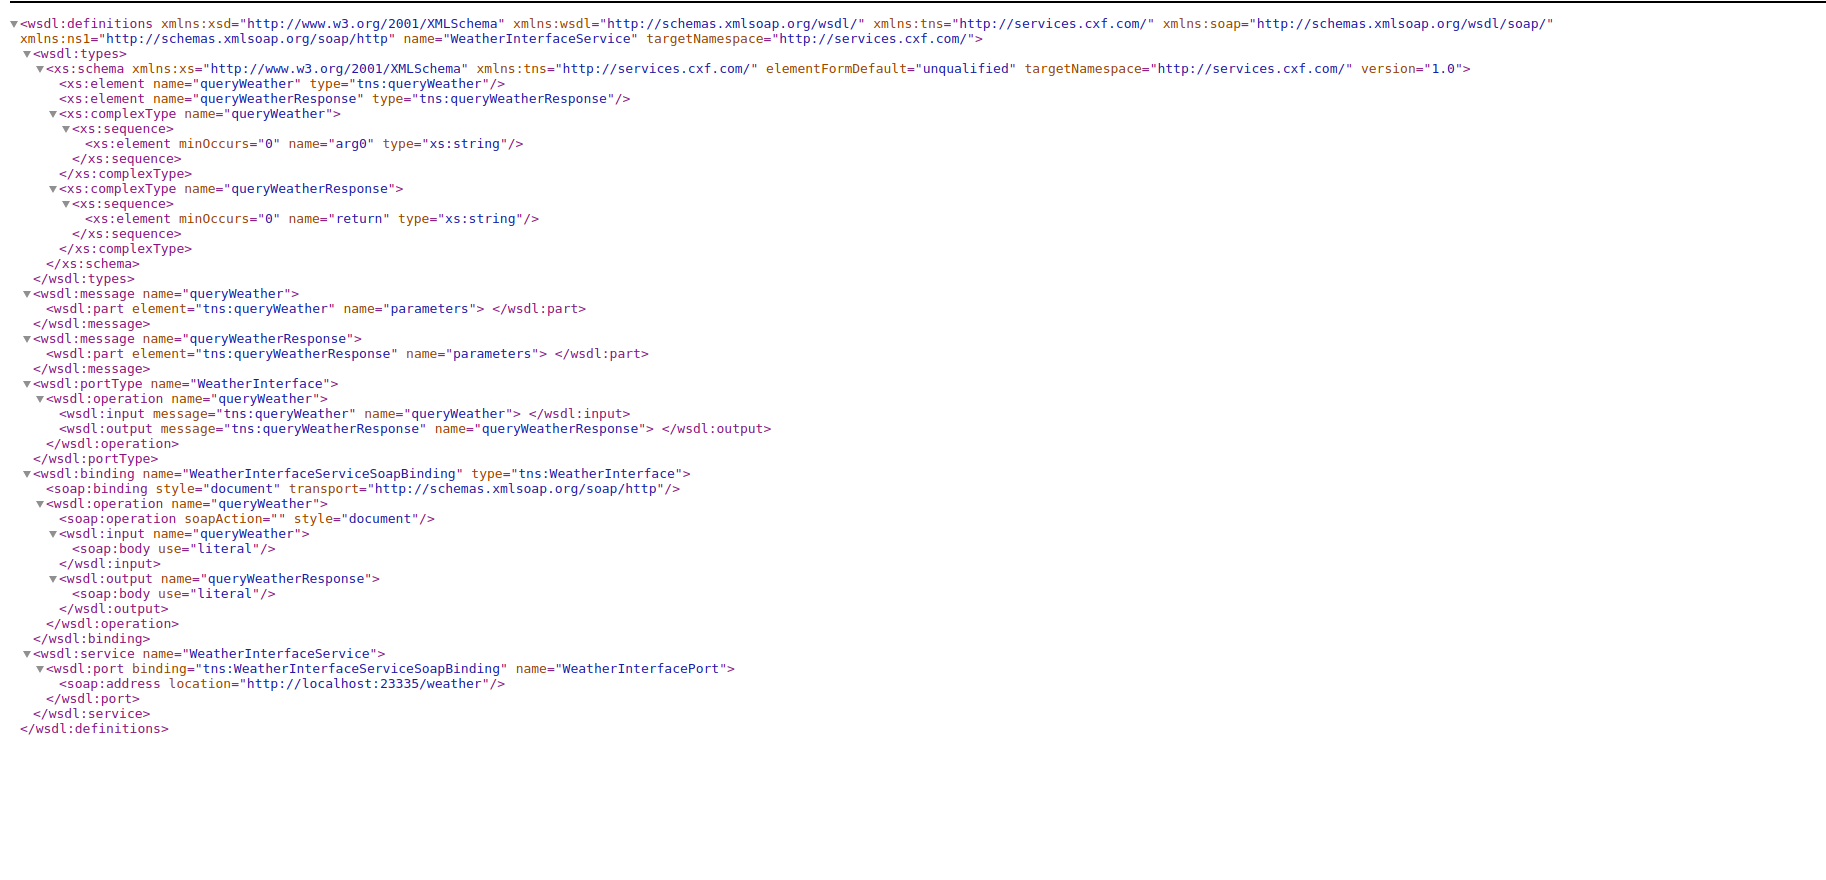 <wsdl:definitions xmlns:xsd="http://www.w3.org/2001/XMLSchema" xmlns:wsdl="http://schemas.xmlsoap.org/wsdl/" xmlns:tns="http://services.cxf.com/" xmlns:soap="http://schemas.xmlsoap.org/wsdl/soap/"
xmlns:ns1="http://schemas.xmlsoap.org/soap/http" name="WeatherInterfaceService" targetNamespace="http://services.cxf.com/">
<wsdl:types>
<xs:schema xmlns:xs="http://www.w3.org/2001/XMLSchema" xmlns:tns="http://services.cxf.com/" elementFormDefault="unqualified" targetNamespace="http://services.cxf.com/" version="1.0">
<xs:element name="queryWeather" type="tns:queryWeather"/>
<xs:element name="queryWeatherResponse" type="tns:queryWeatherResponse"/>
<xs:complexType name="queryWeather">
<xs:sequence>
<xs:element minOccurs="0" name="arg0" type="xs:string"/>
</xs:sequence>
</xs:complexType>
<xs:complexType name="queryWeatherResponse">
<xs:sequence>
<xs:element minOccurs="0" name="return" type="xs:string"/>
</xs:sequence>
</xs:complexType>
</xs:schema>
</wsdl:types>
<wsdl:message name="queryWeather">
<wsdl:part element="tns:queryWeather" name="parameters"> </wsdl:part>
</wsdl:message>
<wsdl:message name="queryWeatherResponse">
<wsdl:part element="tns:queryWeatherResponse" name="parameters"> </wsdl:part>
</wsdl:message>
<wsdl:portType name="WeatherInterface">
<wsdl:operation name="queryWeather">
<wsdl:input message="tns:queryWeather" name="queryWeather"> </wsdl:input>
<wsdl:output message="tns:queryWeatherResponse" name="queryWeatherResponse"> </wsdl:output>
</wsdl:operation>
</wsdl:portType>
<wsdl:binding name="WeatherInterfaceServiceSoapBinding" type="tns:WeatherInterface">
<soap:binding style="document" transport="http://schemas.xmlsoap.org/soap/http"/>
<wsdl:operation name="queryWeather">
<soap:operation soapAction="" style="document"/>
<wsdl:input name="queryWeather">
<soap:body use="literal"/>
</wsdl:input>
<wsdl:output name="queryWeatherResponse">
<soap:body use="literal"/>
</wsdl:output>
</wsdl:operation>
</wsdl:binding>
<wsdl:service name="WeatherInterfaceService">
<wsdl:port binding="tns:WeatherInterfaceServiceSoapBinding" name="WeatherInterfacePort">
<soap:address location="http://localhost:23335/weather"/>
</wsdl:port>
</wsdl:service>
</wsdl:definitions>